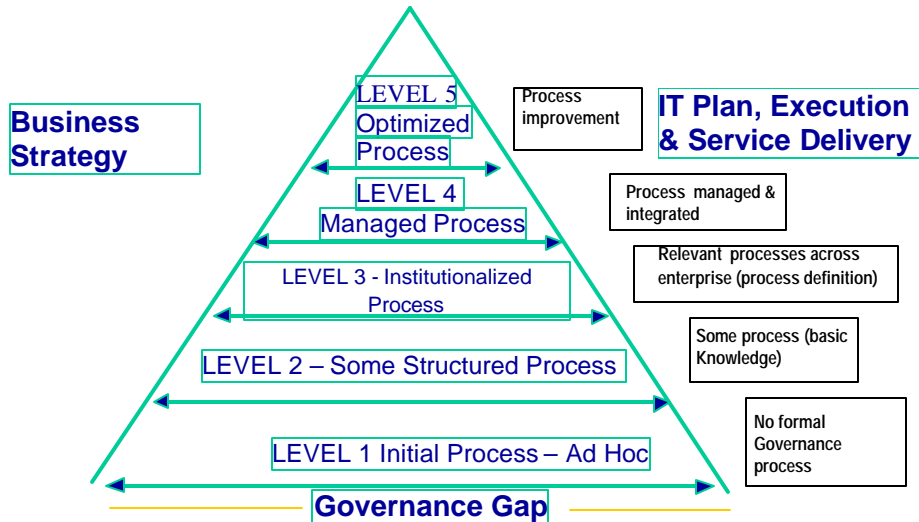 Business
Strategy
LEVEL 5
Optimized
Process
Process
improvement
IT Plan, Execution
& Service Delivery
LEVEL 4
Managed Process
Process managed &
integrated
LEVEL 3 - Institutionalized
Process
Relevant processes across
enterprise (process definition)
LEVEL 2 – Some Structured Process
Some process (basic
Knowledge)
LEVEL 1 Initial Process – Ad Hoc
No formal
Governance
process
Governance Gap